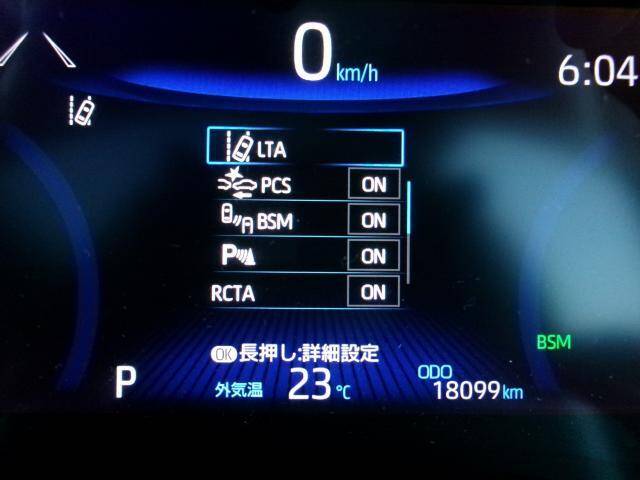 0 km/h
6:04
LTA
PCS ON
BSM ON
P ON
RCTA ON
OK 長押し:詳細設定
BSM
P 外気温 23 ℃ ODO 18099 km